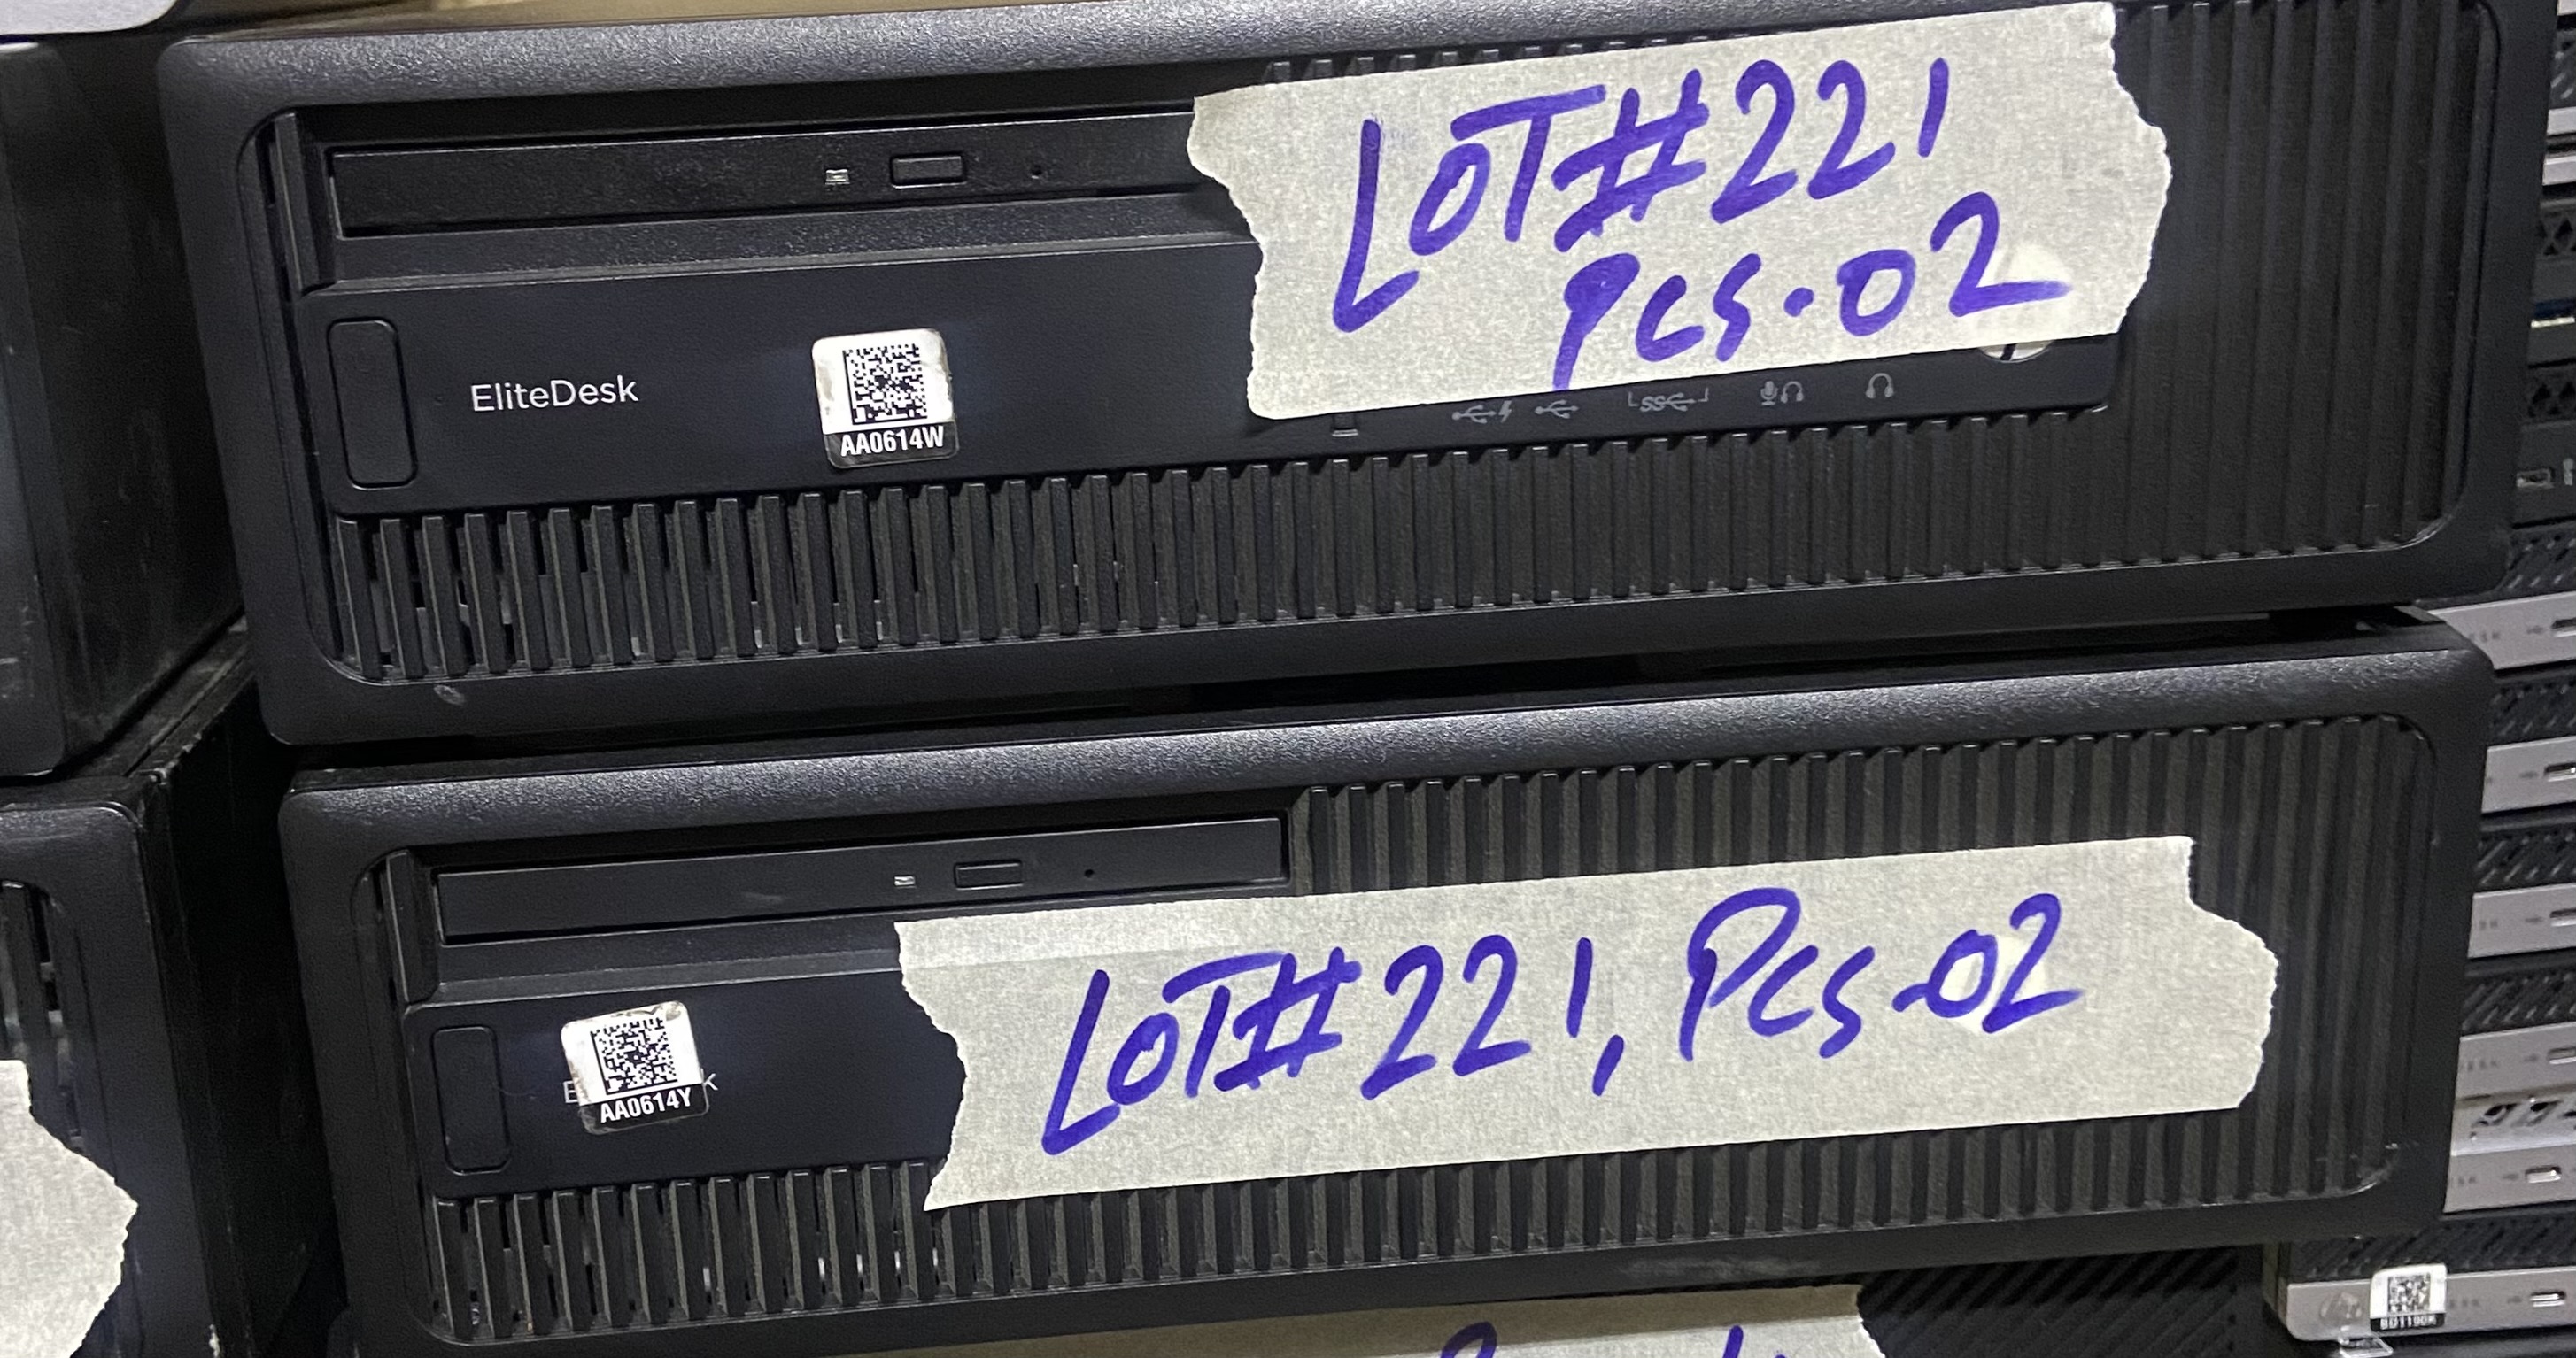 LOT#221
Pcs-02
EliteDesk
AA0614W
LOT#221, Pcs-02
AA0614Y